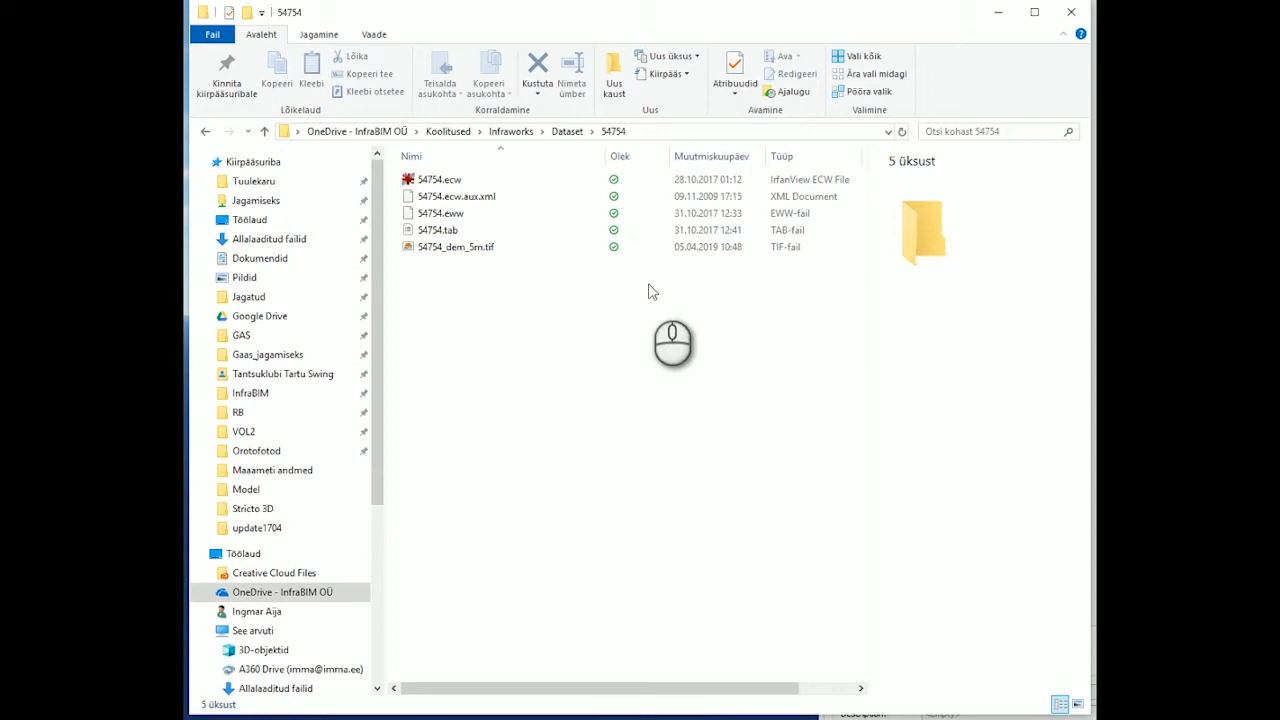 54754
Fail Avaleht Jagamine Vaade
Kinnita kiirpääsuribale
Kopeeri
Kleebi
Lõika
Kopeeri tee
Kleebi otsetee
Lõikelaud
Teisalda asukohta
Kopeeri asukohta
Kustuta
Nimeta ümber
Korraldamine
Uus kaust
Uus üksus
Kiirpääs
Uus
Atribuudid
Ava
Redigeeri
Ajalugu
Avamine
Vali kõik
Ära vali midagi
Pööra valik
Valimine
OneDrive - InfraBIM OÜ > Koolitused > Infraworks > Dataset > 54754
Otsi kohast 54754
Kiirpääsuriba
Tuulekaru
Jagamiseks
Töölaud
Allalaaditud failid
Dokumendid
Pildid
Jagatud
Google Drive
GAS
Gaas_jagamiseks
Tantsuklubi Tartu Swing
InfraBIM
RB
VOL2
Orotofotod
Maaameti andmed
Model
Stricto 3D
update1704
Töölaud
Creative Cloud Files
OneDrive - InfraBIM OÜ
Ingmar Aija
See arvuti
3D-objektid
A360 Drive (imma@imma.ee)
Allalaaditud failid
Nimi Olek Muutmiskuupäev Tüüp
54754.ecw 28.10.2017 01:12 IrfanView ECW File
54754.ecw.aux.xml 09.11.2009 17:15 XML Document
54754.eww 31.10.2017 12:33 EWW-fail
54754.tab 31.10.2017 12:41 TAB-fail
54754_dem_5m.tif 05.04.2019 10:48 TIF-fail
5 üksust
5 üksust